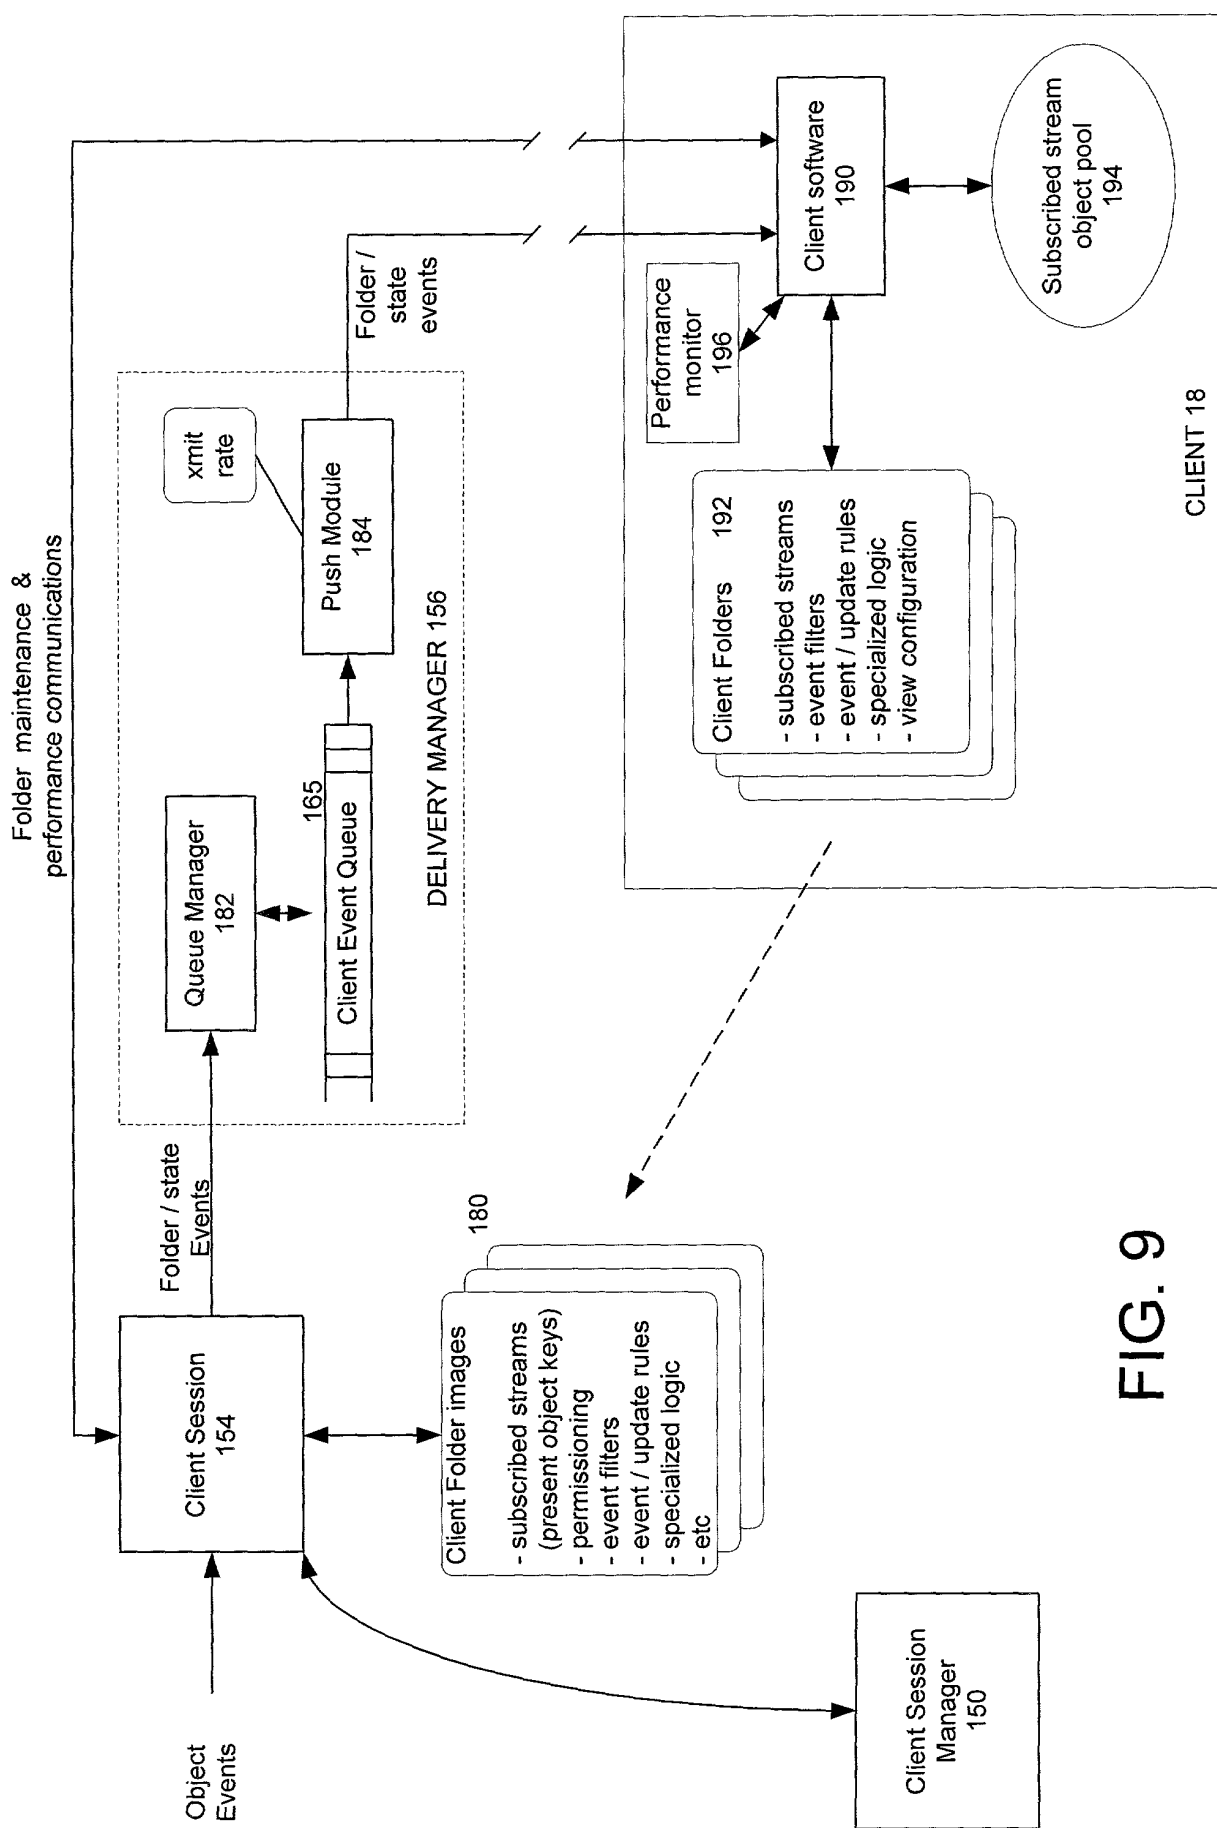 Folder maintenance &
performance communications
Object
Events
Client Session
154
Folder / state
Events
Queue Manager
182
165
Client Event Queue
xmit
rate
Push Module
184
DELIVERY MANAGER 156
Folder /
state
events
Client Session
Manager
150
Client Folder images
- subscribed streams
(present object keys)
- permissioning
- event filters
- event / update rules
- specialized logic
- etc
180
Client Folders 192
- subscribed streams
- event filters
- event / update rules
- specialized logic
- view configuration
Performance
monitor
196
Client software
190
Subscribed stream
object pool
194
CLIENT 18
FIG. 9